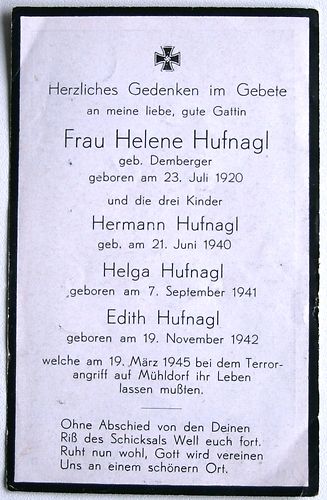 Herzliches Gedenken im Gebete
an meine liebe, gute Gattin
Frau Helene Hufnagl
geb. Demberger
geboren am 23. Juli 1920
und die drei Kinder
Hermann Hufnagl
geb. am 21. Juni 1940
Helga Hufnagl
geboren am 7. September 1941
Edith Hufnagl
geboren am 19. November 1942
welche am 19. März 1945 bei dem Terror-
angriff auf Mühldorf ihr Leben
lassen mußten.
Ohne Abschied von den Deinen
Riß des Schicksals Well euch fort.
Ruht nun wohl, Gott wird vereinen
Uns an einem schönern Ort.